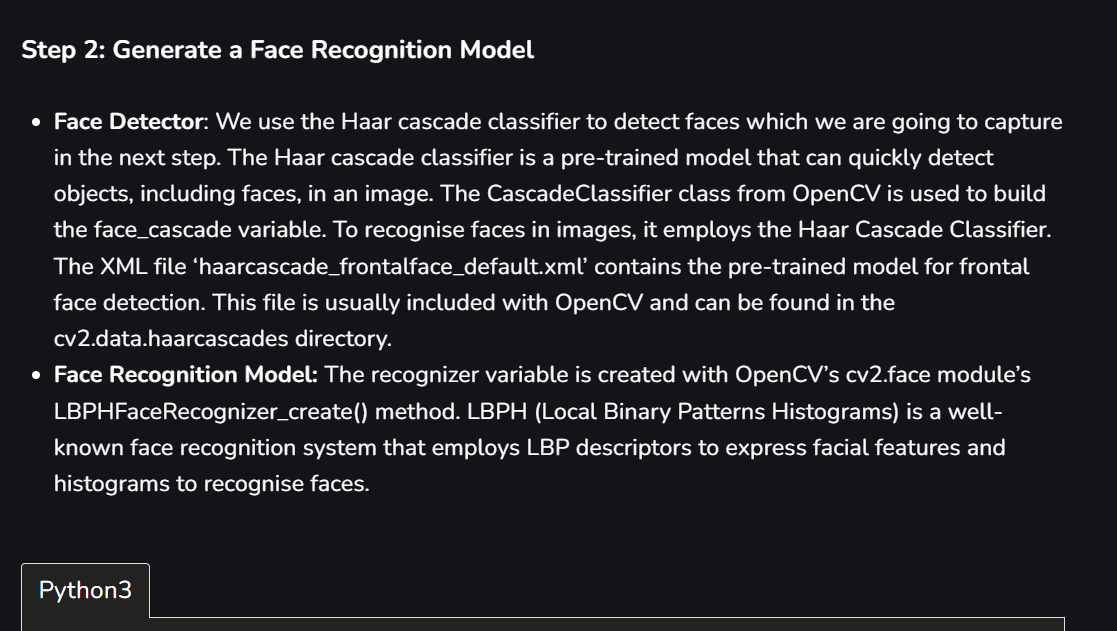 Step 2: Generate a Face Recognition Model
• Face Detector: We use the Haar cascade classifier to detect faces which we are going to capture
in the next step. The Haar cascade classifier is a pre-trained model that can quickly detect
objects, including faces, in an image. The CascadeClassifier class from OpenCV is used to build
the face_cascade variable. To recognise faces in images, it employs the Haar Cascade Classifier.
The XML file ‘haarcascade_frontalface_default.xml’ contains the pre-trained model for frontal
face detection. This file is usually included with OpenCV and can be found in the
cv2.data.haarcascades directory.
• Face Recognition Model: The recognizer variable is created with OpenCV’s cv2.face module’s
LBPHFaceRecognizer_create() method. LBPH (Local Binary Patterns Histograms) is a well-
known face recognition system that employs LBP descriptors to express facial features and
histograms to recognise faces.
Python3